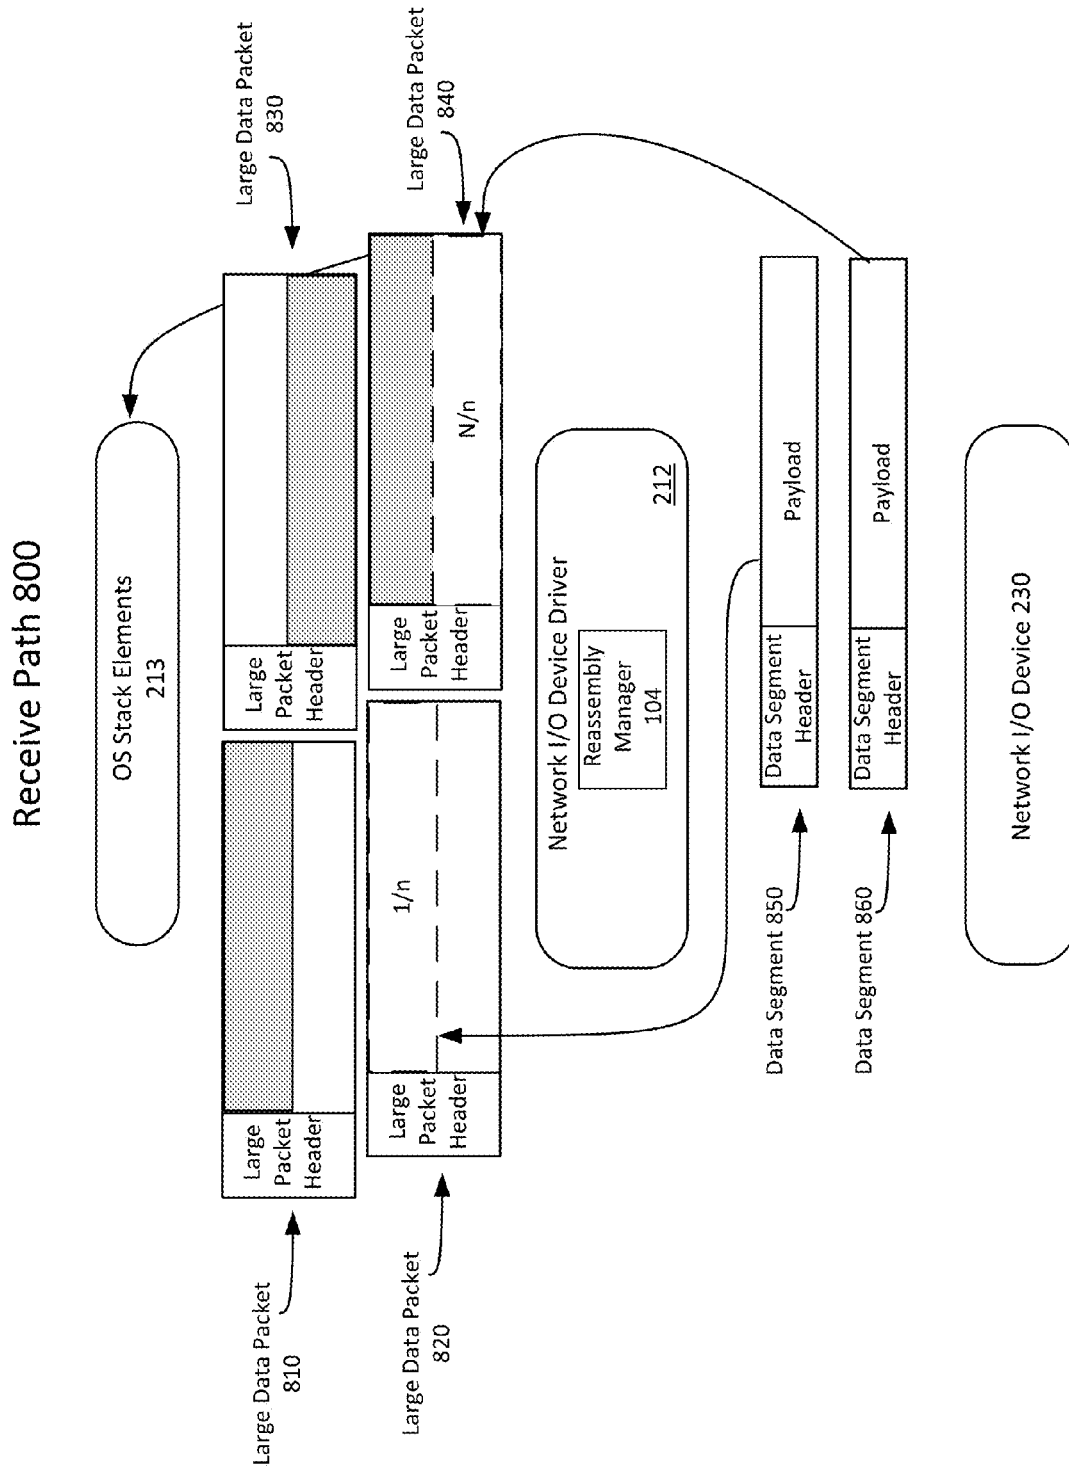 Receive Path 800
OS Stack Elements
213
Large Data Packet
810
Large
Packet
Header
Large
Packet
Header
Large Data Packet
830
Large Data Packet
820
Large
Packet
Header
1/n
Large
Packet
Header
N/n
Large Data Packet
840
Network I/O Device Driver
Reassembly
Manager
104
212
Data Segment 850
Data Segment
Header
Payload
Data Segment 860
Data Segment
Header
Payload
Network I/O Device 230